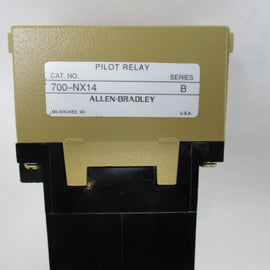 PILOT RELAY
CAT. NO. SERIES
700-NX14 B
ALLEN-BRADLEY
MILWAUKEE, WI. U.S.A.